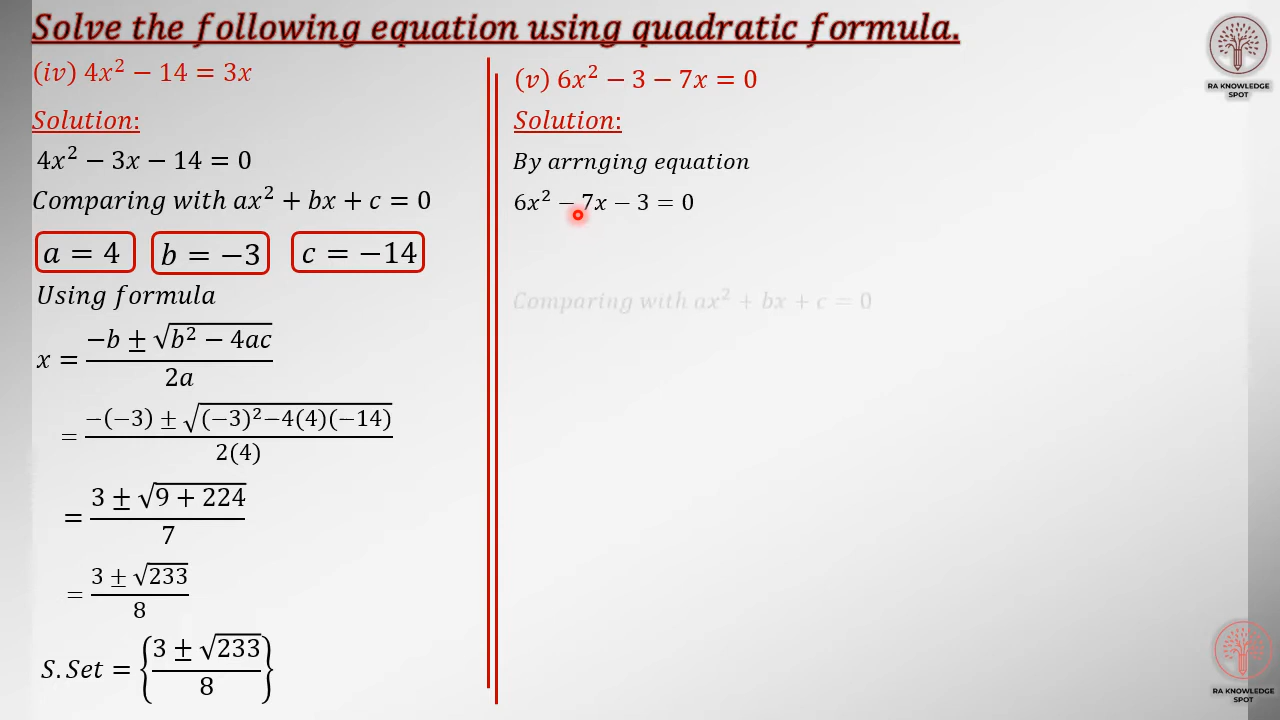 Solve the following equation using quadratic formula.
(iv) 4x² − 14 = 3x
Solution:
4x² − 3x − 14 = 0
Comparing with ax² + bx + c = 0
a = 4 b = −3 c = −14
Using formula
x = (−b ± √(b² − 4ac))/2a
= (−(−3) ± √((−3)²−4(4)(−14)))/2(4)
= (3 ± √(9 + 224))/7
= (3 ± √233)/8
S.Set = {(3 ± √233)/8}
(v) 6x² − 3 − 7x = 0
Solution:
By arrnging equation
6x² − 7x − 3 = 0
Comparing with ax² + bx + c = 0
RA KNOWLEDGE
SPOT
RA KNOWLEDGE
SPOT